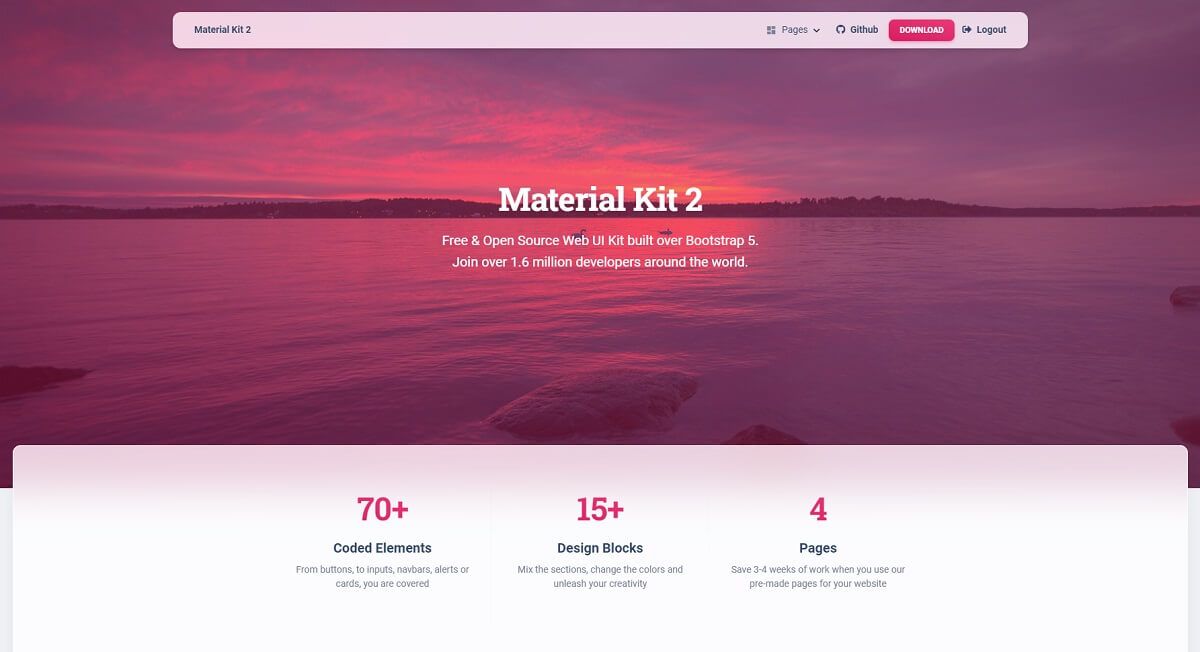 Material Kit 2
Pages
Github
DOWNLOAD
Logout
Material Kit 2
Free & Open Source Web UI Kit built over Bootstrap 5.
Join over 1.6 million developers around the world.
70+
Coded Elements
From buttons, to inputs, navbars, alerts or
cards, you are covered
15+
Design Blocks
Mix the sections, change the colors and
unleash your creativity
4
Pages
Save 3-4 weeks of work when you use our
pre-made pages for your website